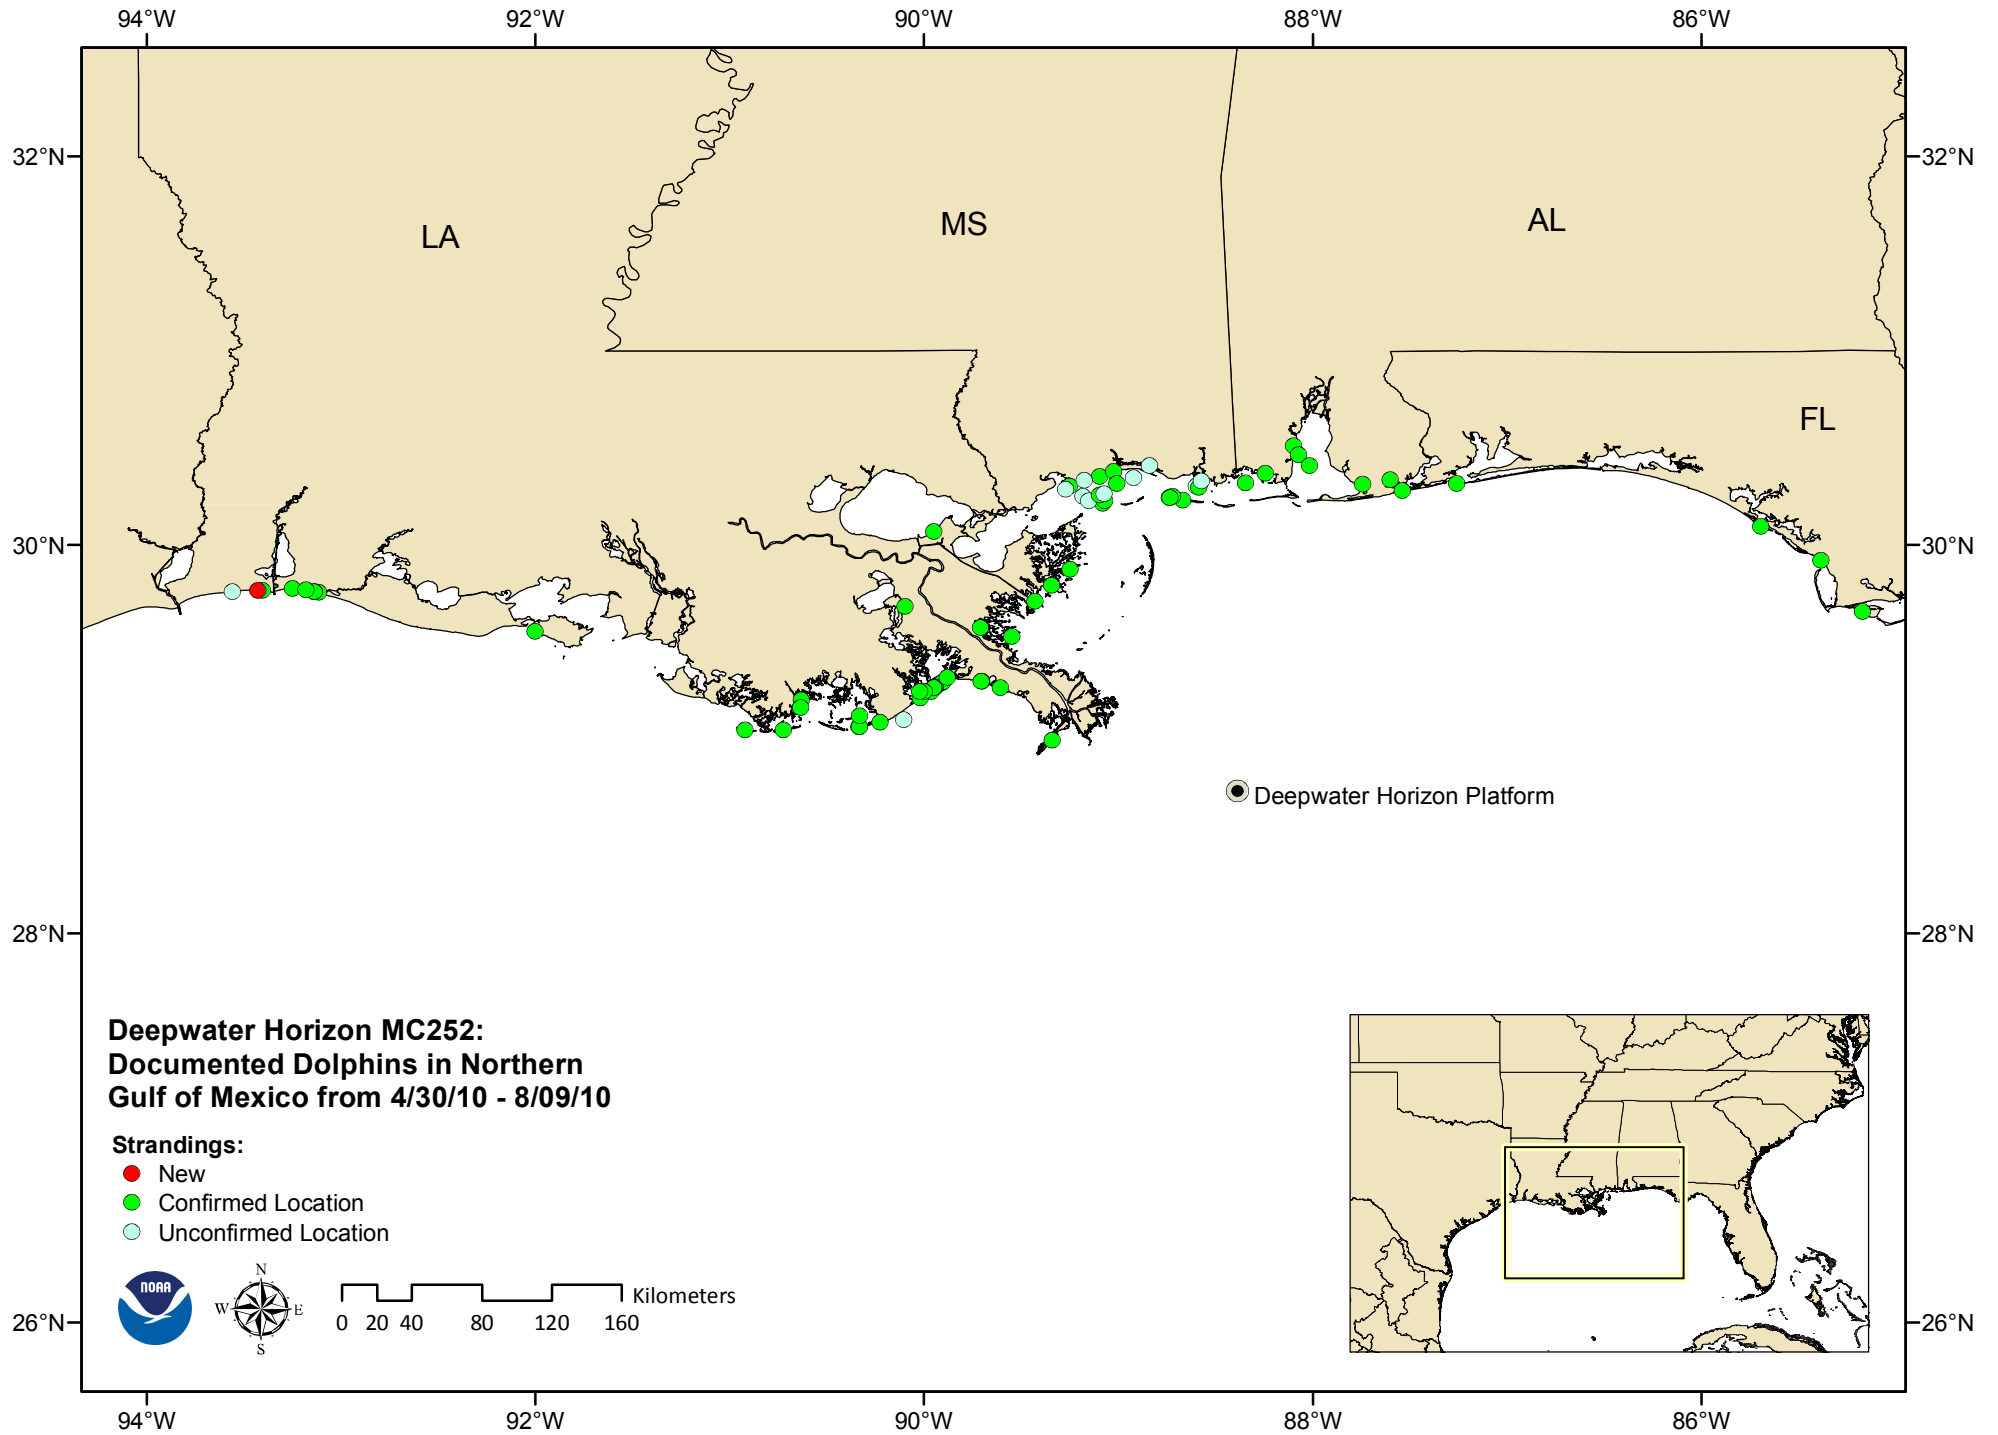 94°W 92°W 90°W 88°W 86°W
32°N 32°N
LA MS AL
FL
30°N 30°N
Deepwater Horizon Platform
28°N 28°N
Deepwater Horizon MC252:
Documented Dolphins in Northern
Gulf of Mexico from 4/30/10 - 8/09/10
Strandings:
New
Confirmed Location
Unconfirmed Location
NOAA
N
W E
S
Kilometers
0 20 40 80 120 160
26°N 26°N
94°W 92°W 90°W 88°W 86°W